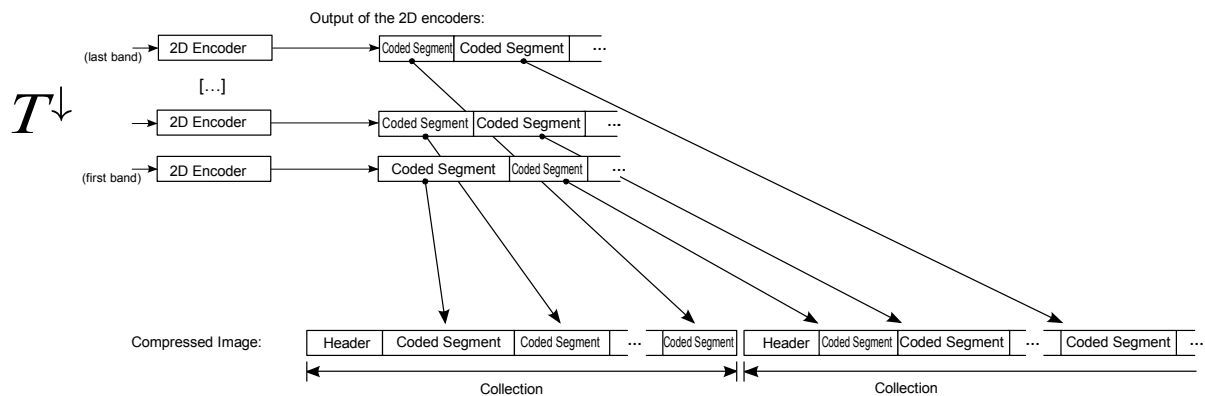 Output of the 2D encoders:
(last band) 2D Encoder Coded Segment Coded Segment ...
[...]
T↓
2D Encoder Coded Segment Coded Segment ...
(first band) 2D Encoder Coded Segment Coded Segment ...
Compressed Image: Header Coded Segment Coded Segment ... Coded Segment Header Coded Segment Coded Segment ... Coded Segment ...
Collection Collection